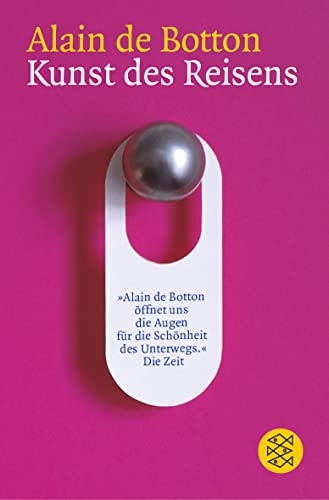 Alain de Botton
Kunst des Reisens
»Alain de Botton
öffnet uns
die Augen
für die Schönheit
des Unterwegs.«
Die Zeit